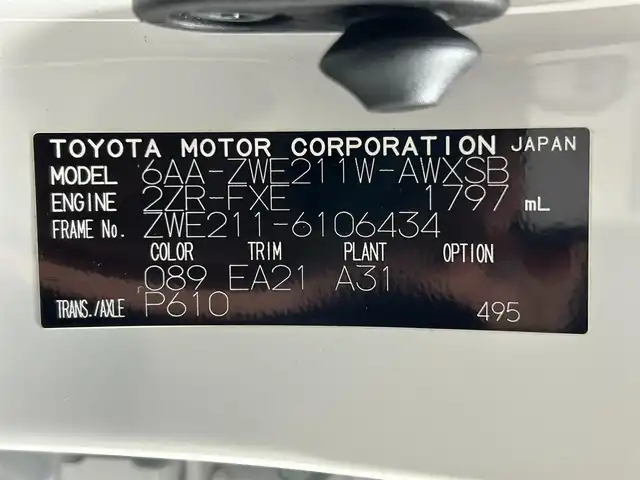 TOYOTA MOTOR CORPORATION JAPAN
MODEL 6AA-ZWE211W-AWXSB
ENGINE 2ZR-FXE 1797 mL
FRAME No. ZWE211-6106434
COLOR TRIM PLANT OPTION
089 EA21 A31
TRANS./AXLE P610 495